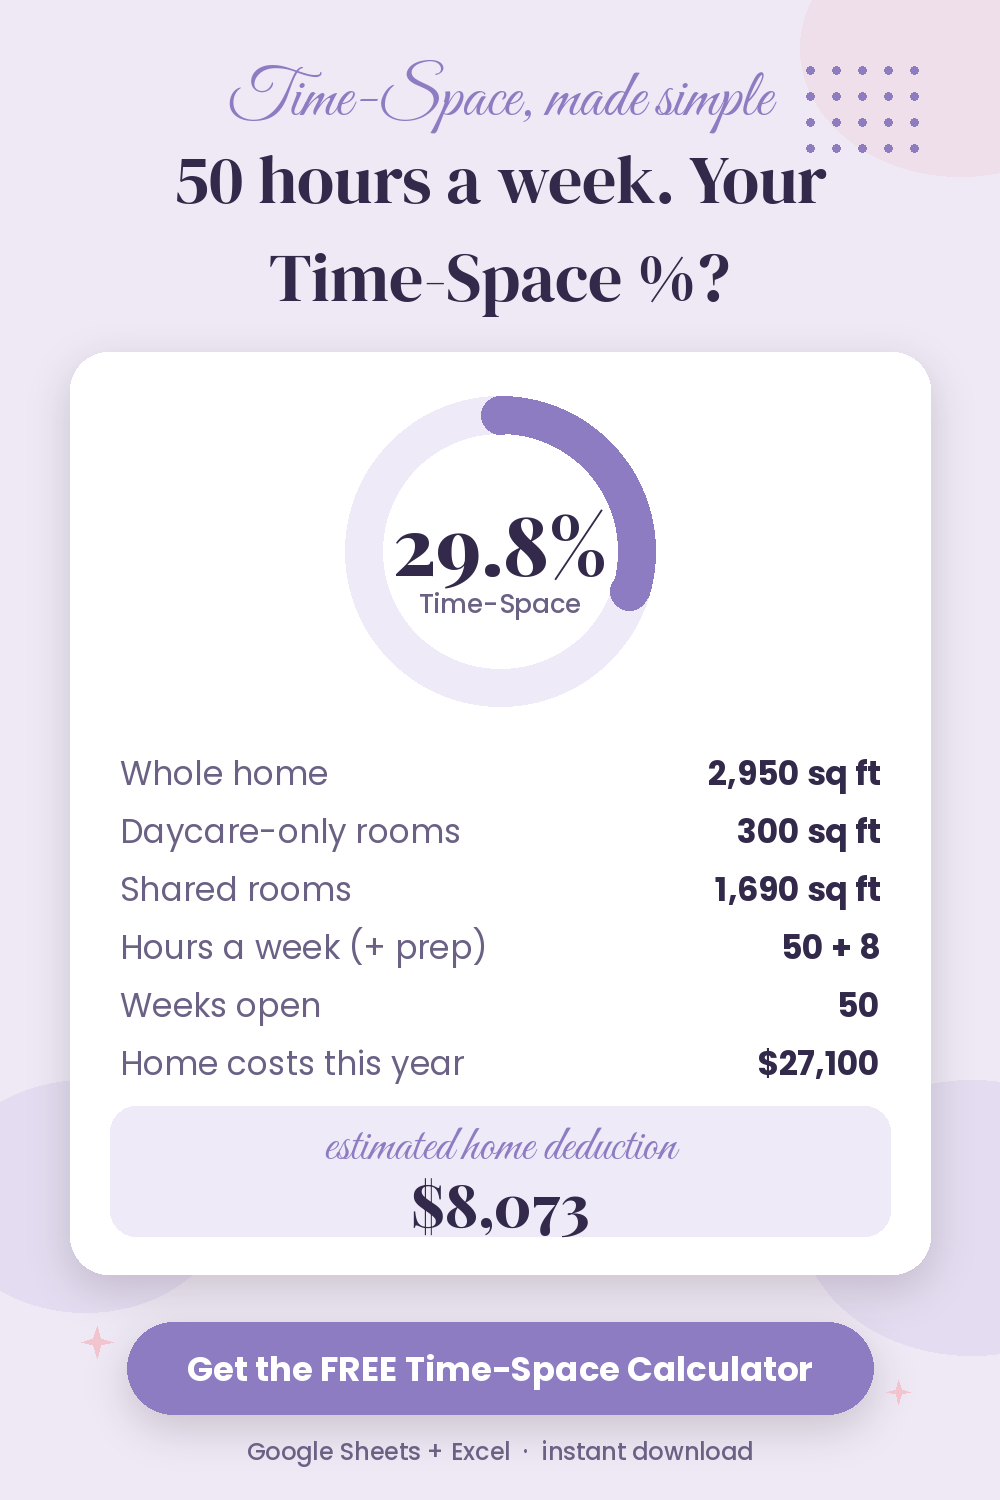 Time-Space, made simple
50 hours a week. Your
Time-Space %?
29.8%
Time-Space
Whole home 2,950 sq ft
Daycare-only rooms 300 sq ft
Shared rooms 1,690 sq ft
Hours a week (+ prep) 50 + 8
Weeks open 50
Home costs this year $27,100
estimated home deduction
$8,073
Get the FREE Time-Space Calculator
Google Sheets + Excel · instant download